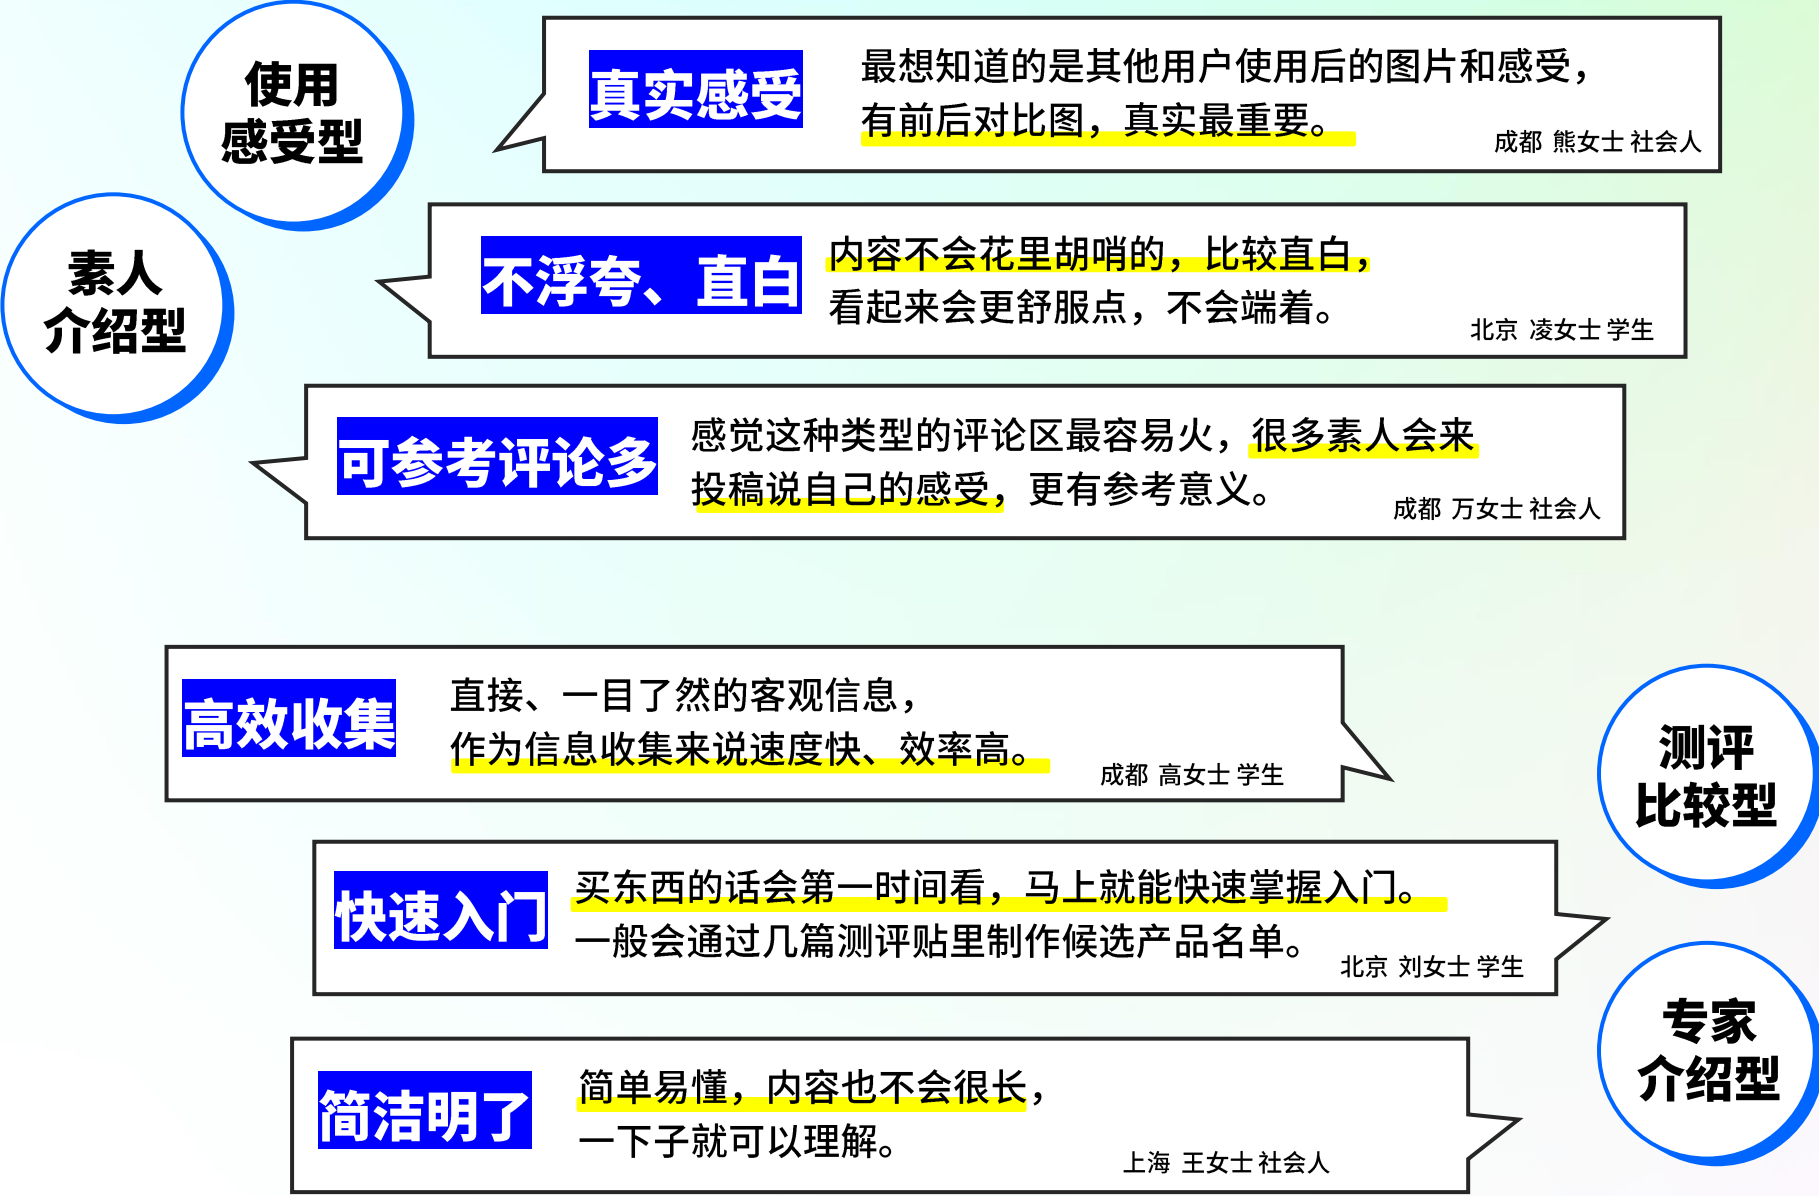 使用
感受型
真实感受
最想知道的是其他用户使用后的图片和感受，
有前后对比图，真实最重要。
成都 熊女士 社会人
素人
介绍型
不浮夸、直白
内容不会花里胡哨的，比较直白，
看起来会更舒服点，不会端着。
北京 凌女士 学生
可参考评论多
感觉这种类型的评论区最容易火，很多素人会来
投稿说自己的感受，更有参考意义。
成都 万女士 社会人
高效收集
直接、一目了然的客观信息，
作为信息收集来说速度快、效率高。
成都 高女士 学生
测评
比较型
快速入门
买东西的话会第一时间看，马上就能快速掌握入门。
一般会通过几篇测评贴里制作候选产品名单。
北京 刘女士 学生
专家
介绍型
简洁明了
简单易懂，内容也不会很长，
一下子就可以理解。
上海 王女士 社会人